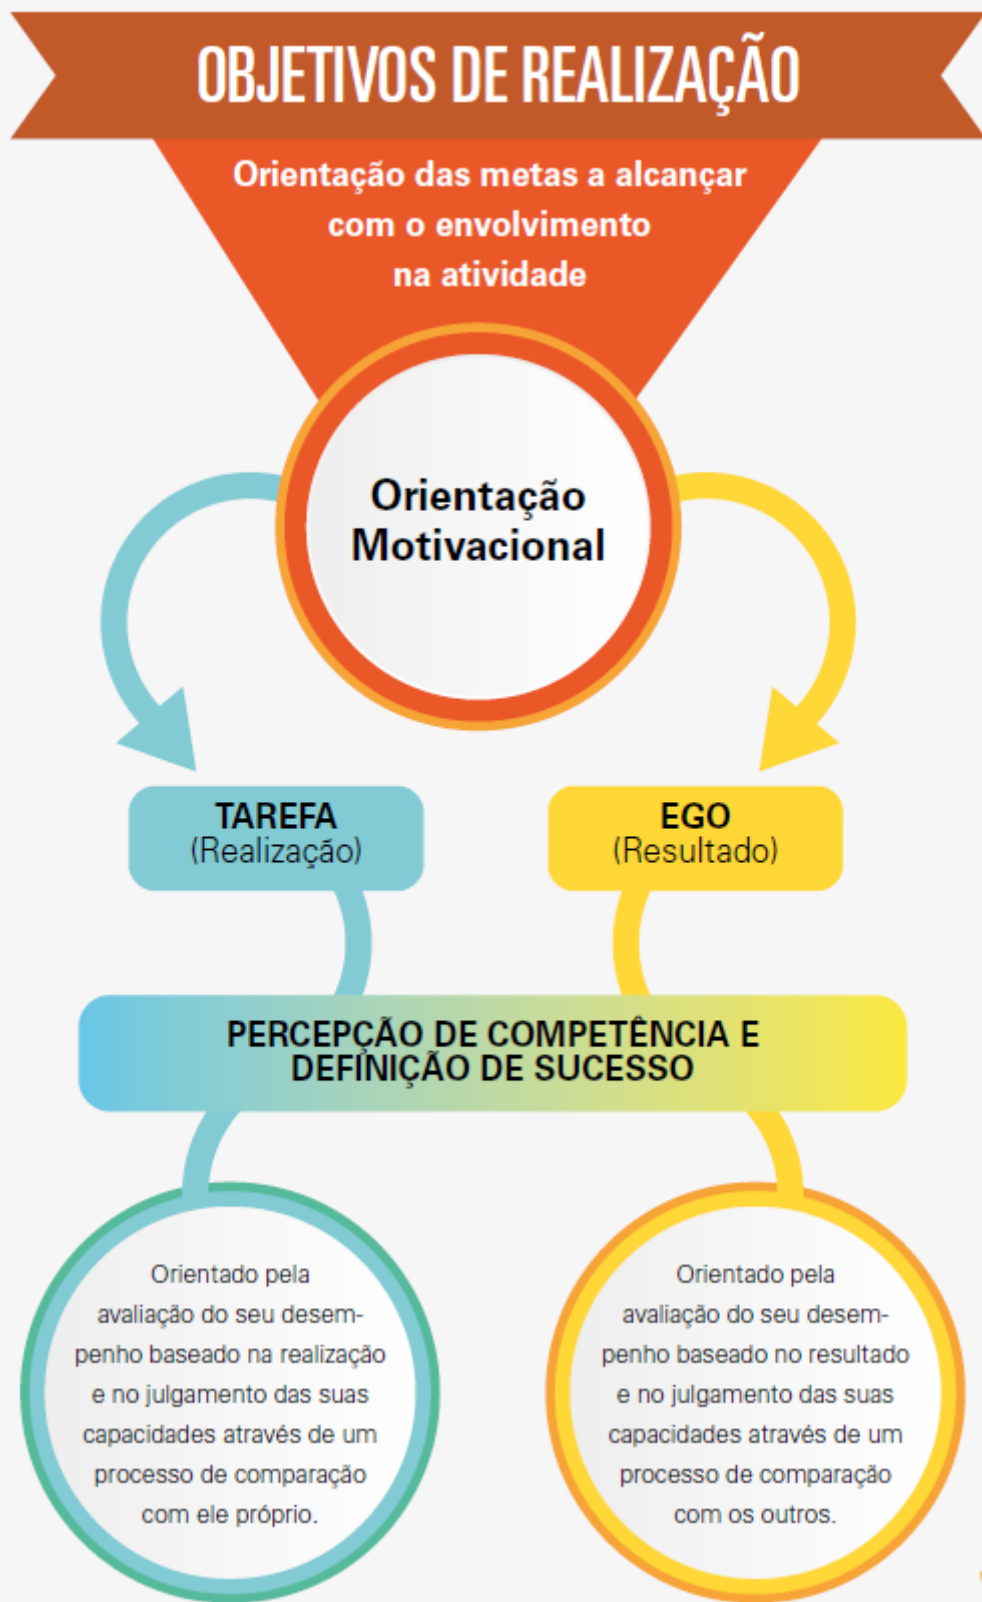 OBJETIVOS DE REALIZAÇÃO
Orientação das metas a alcançar
com o envolvimento
na atividade
Orientação
Motivacional
TAREFA
(Realização)
EGO
(Resultado)
PERCEPÇÃO DE COMPETÊNCIA E
DEFINIÇÃO DE SUCESSO
Orientado pela
avaliação do seu desem-
penho baseado na realização
e no julgamento das suas
capacidades através de um
processo de comparação
com ele próprio.
Orientado pela
avaliação do seu desem-
penho baseado no resultado
e no julgamento das suas
capacidades através de um
processo de comparação
com os outros.